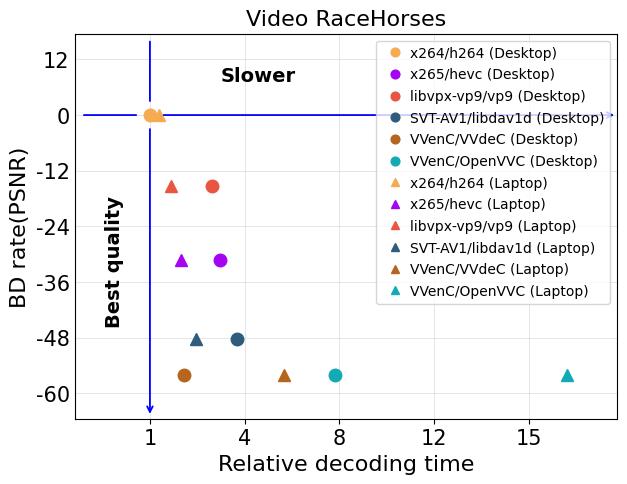 Video RaceHorses
12
0
-12
-24
-36
-48
-60
BD rate(PSNR)
Slower
Best quality
x264/h264 (Desktop)
x265/hevc (Desktop)
libvpx-vp9/vp9 (Desktop)
SVT-AV1/libdav1d (Desktop)
VVenC/VVdeC (Desktop)
VVenC/OpenVVC (Desktop)
x264/h264 (Laptop)
x265/hevc (Laptop)
libvpx-vp9/vp9 (Laptop)
SVT-AV1/libdav1d (Laptop)
VVenC/VVdeC (Laptop)
VVenC/OpenVVC (Laptop)
1 4 8 12 15
Relative decoding time